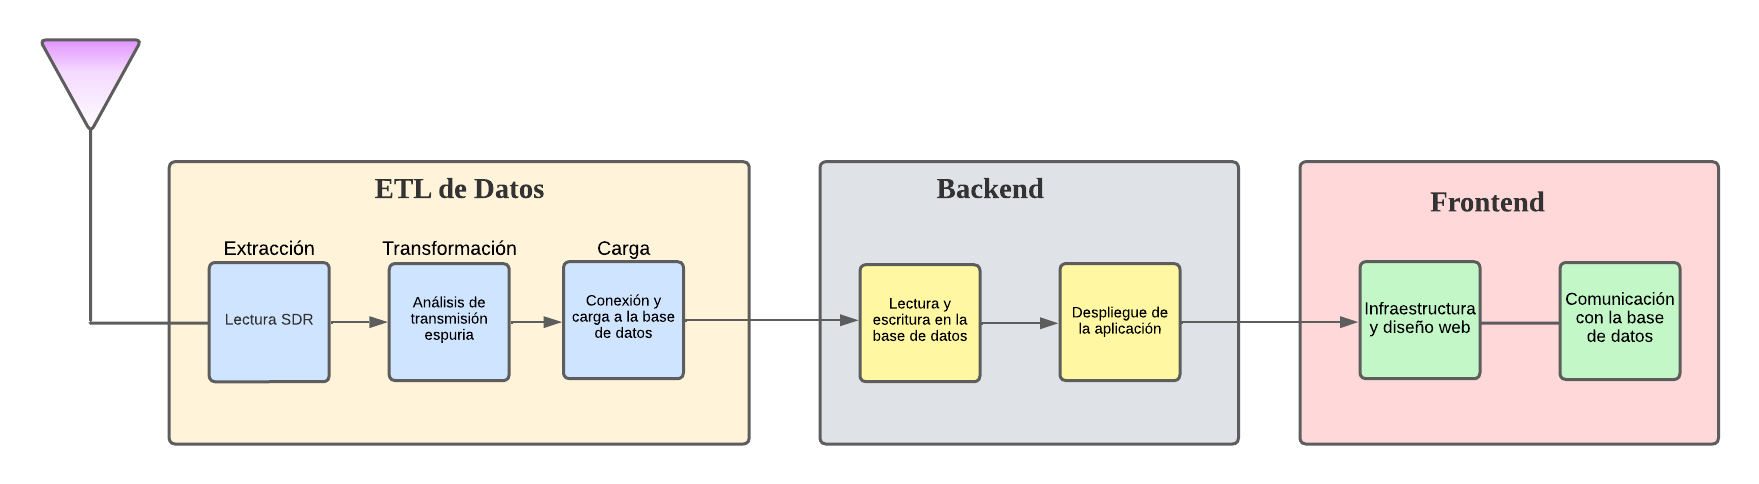 ETL de Datos
Extracción
Lectura SDR
Transformación
Análisis de
transmisión
espuria
Carga
Conexión y
carga a la base
de datos
Backend
Lectura y
escritura en la
base de datos
Despliegue de
la aplicación
Frontend
Infraestructura
y diseño web
Comunicación
con la base
de datos